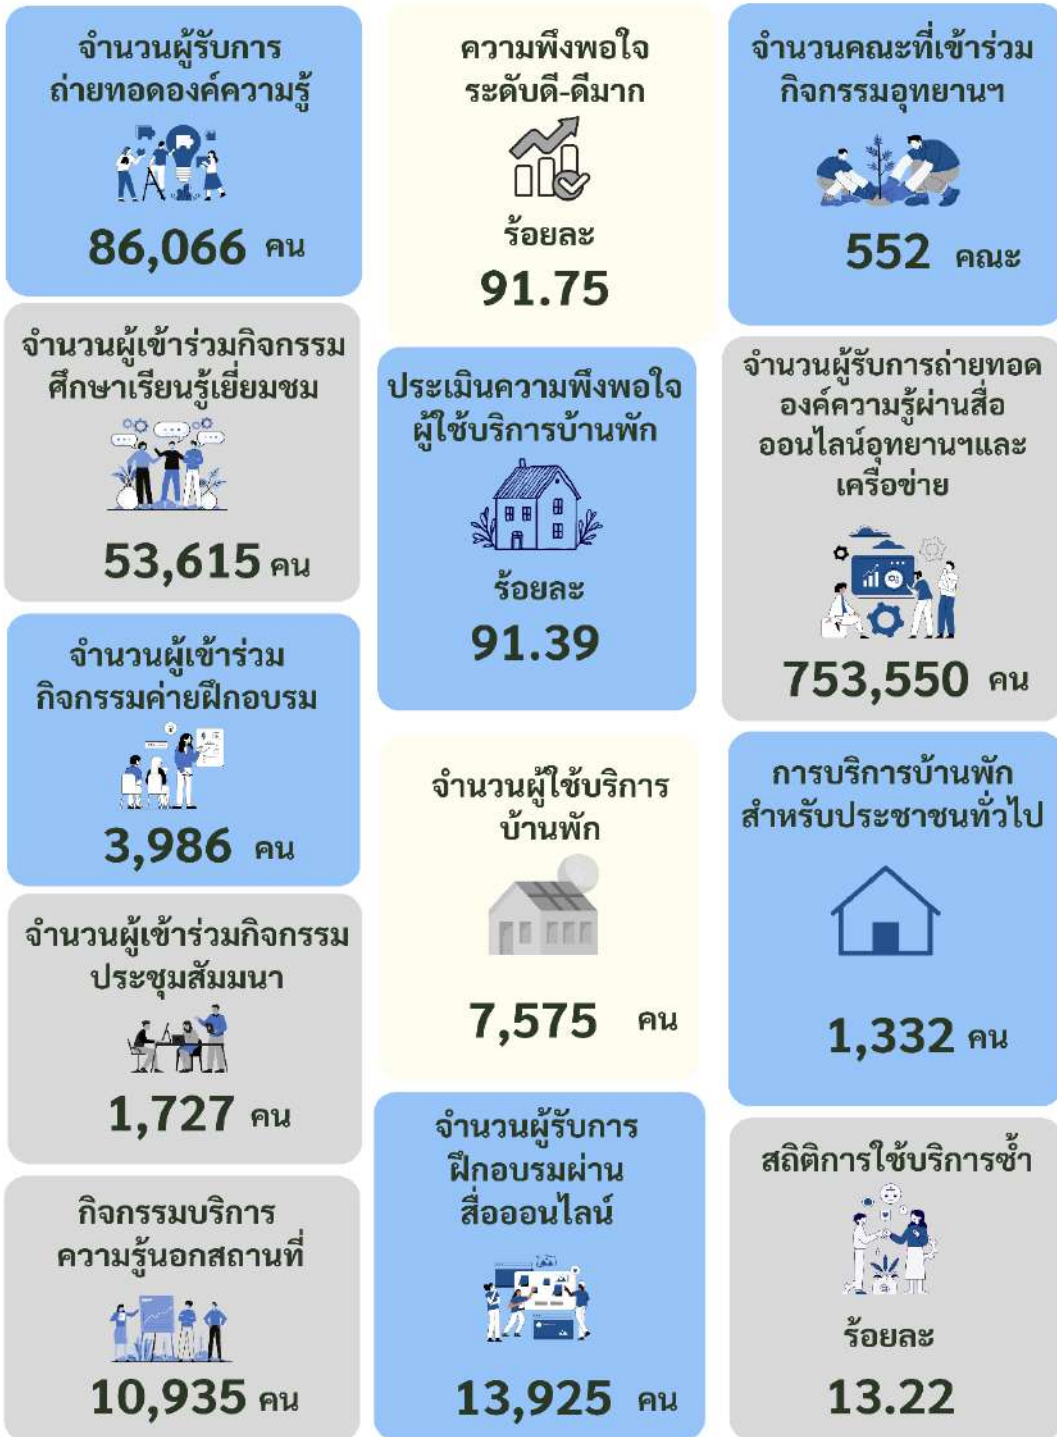 จำนวนผู้รับการ
ถ่ายทอดองค์ความรู้
86,066 คน
จำนวนผู้เข้าร่วมกิจกรรม
ศึกษาเรียนรู้เยี่ยมชม
53,615 คน
จำนวนผู้เข้าร่วม
กิจกรรมค่ายฝึกอบรม
3,986 คน
จำนวนผู้เข้าร่วมกิจกรรม
ประชุมสัมมนา
1,727 คน
กิจกรรมบริการ
ความรู้นอกสถานที่
10,935 คน
ความพึงพอใจ
ระดับดี-ดีมาก
ร้อยละ
91.75
ประเมินความพึงพอใจ
ผู้ใช้บริการบ้านพัก
ร้อยละ
91.39
จำนวนผู้ใช้บริการ
บ้านพัก
7,575 คน
จำนวนผู้รับการ
ฝึกอบรมผ่าน
สื่อออนไลน์
13,925 คน
จำนวนคณะที่เข้าร่วม
กิจกรรมอุทยานฯ
552 คณะ
จำนวนผู้รับการถ่ายทอด
องค์ความรู้ผ่านสื่อ
ออนไลน์อุทยานฯและ
เครือข่าย
753,550 คน
การบริการบ้านพัก
สำหรับประชาชนทั่วไป
1,332 คน
สถิติการใช้บริการซ้ำ
ร้อยละ
13.22